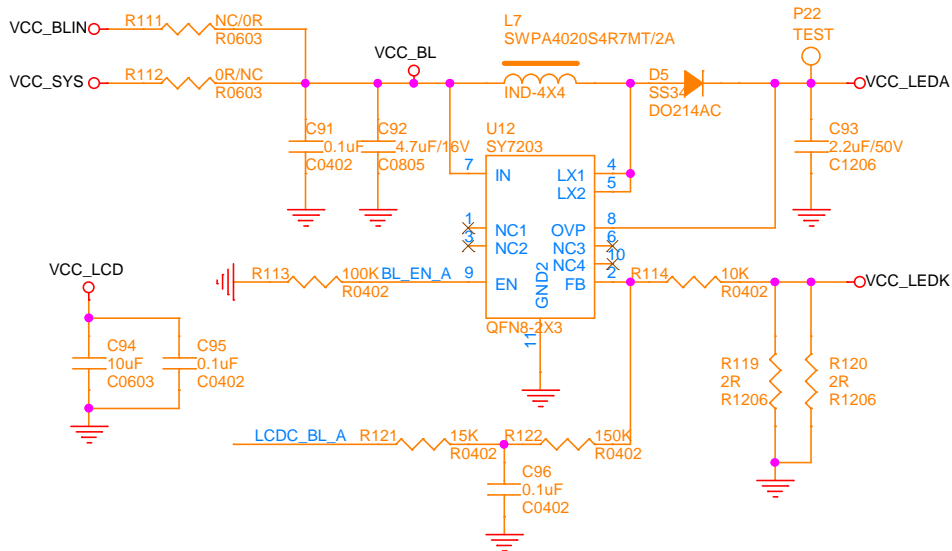 P22
TEST
VCC_BLIN
R111
NC/0R
R0603
VCC_SYS
R112
0R/NC
R0603
VCC_BL
L7
SWPA4020S4R7MT/2A
IND-4X4
D5
SS34
DO214AC
VCC_LEDA
C91
0.1uF
C0402
C92
4.7uF/16V
C0805
C93
2.2uF/50V
C1206
U12
SY7203
7
IN
LX1
4
LX2
5
1
NC1
3
NC2
OVP
8
NC3
6
NC4
10
9
EN
FB
2
GND2
11
QFN8-2X3
R113
100K
R0402
BL_EN_A
R114
10K
R0402
VCC_LEDK
VCC_LCD
C94
10uF
C0603
C95
0.1uF
C0402
R119
2R
R1206
R120
2R
R1206
LCDC_BL_A
R121
15K
R0402
R122
150K
R0402
C96
0.1uF
C0402